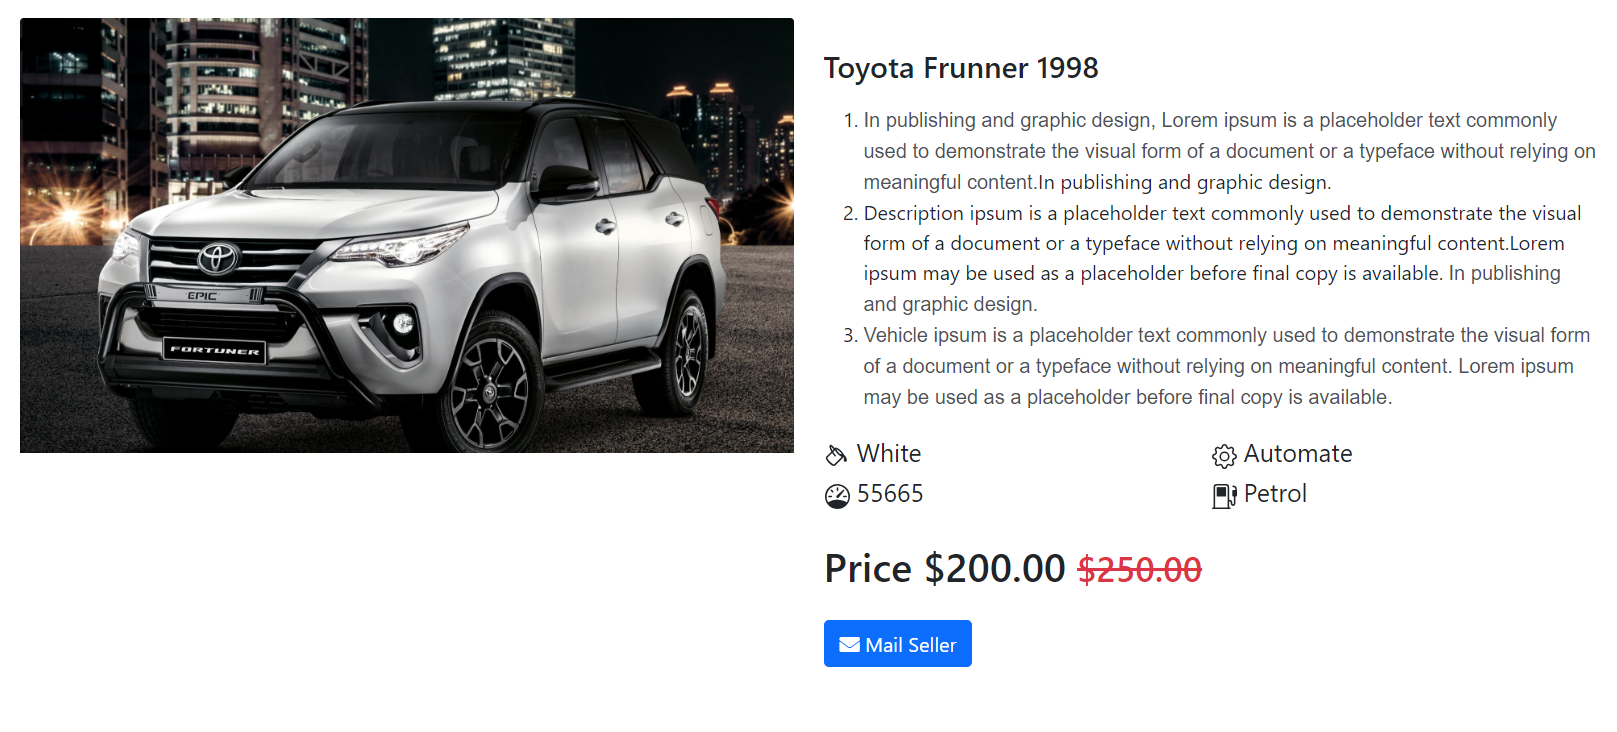 EPIC
FORTUNER
Toyota Frunner 1998
1. In publishing and graphic design, Lorem ipsum is a placeholder text commonly
used to demonstrate the visual form of a document or a typeface without relying on
meaningful content.In publishing and graphic design.
2. Description ipsum is a placeholder text commonly used to demonstrate the visual
form of a document or a typeface without relying on meaningful content.Lorem
ipsum may be used as a placeholder before final copy is available. In publishing
and graphic design.
3. Vehicle ipsum is a placeholder text commonly used to demonstrate the visual form
of a document or a typeface without relying on meaningful content. Lorem ipsum
may be used as a placeholder before final copy is available.
White
Automate
55665
Petrol
Price $200.00 $250.00
Mail Seller